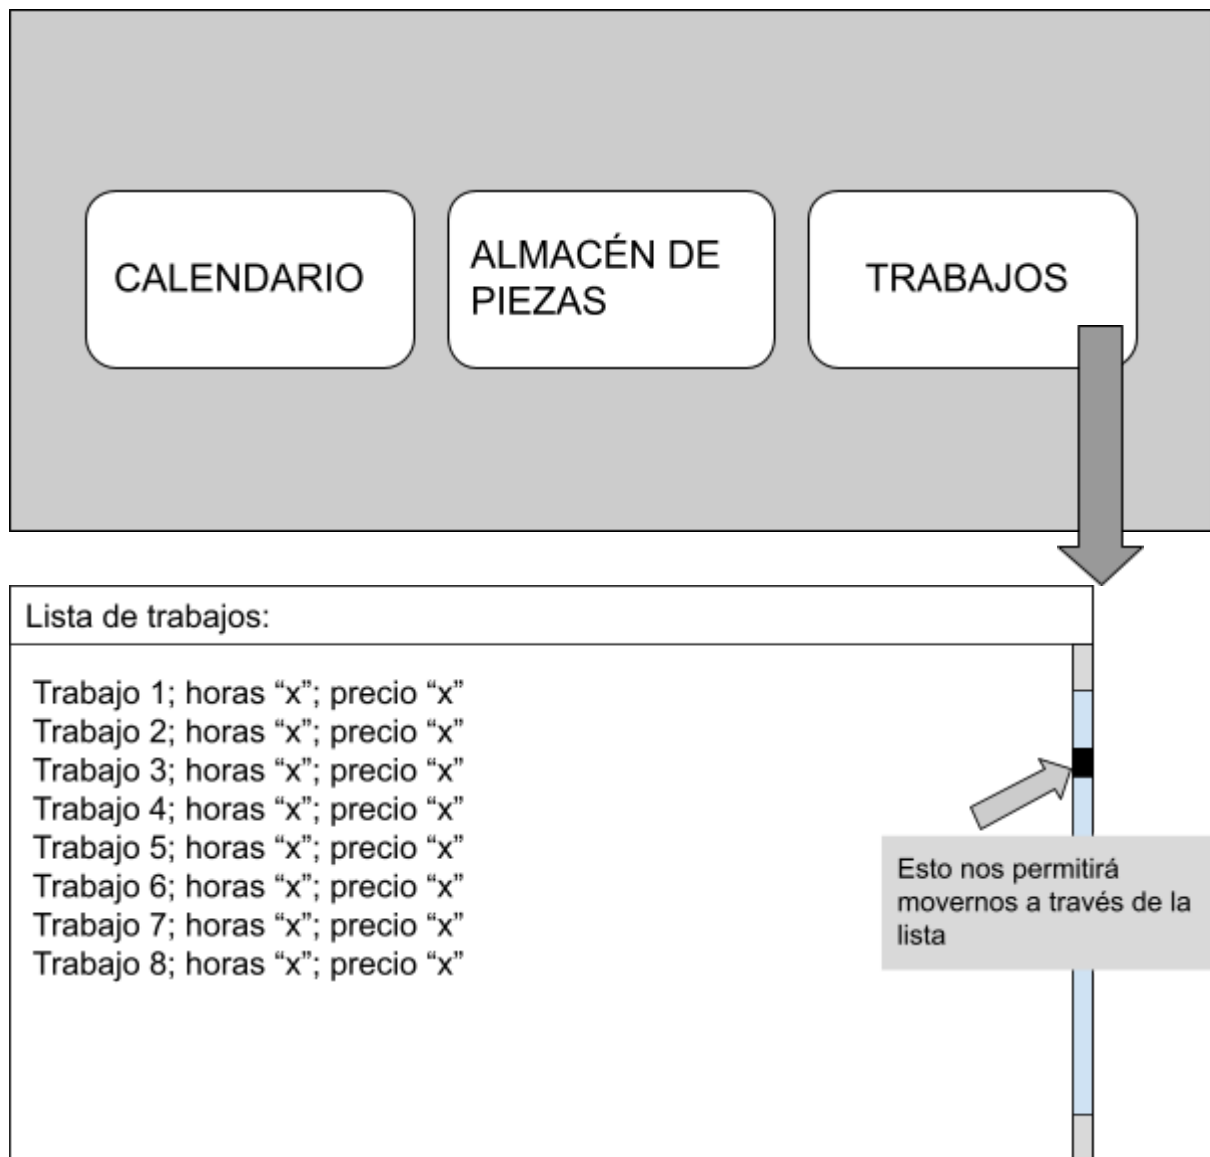 CALENDARIO
ALMACÉN DE
PIEZAS
TRABAJOS
Lista de trabajos:
Trabajo 1; horas “x”; precio “x”
Trabajo 2; horas “x”; precio “x”
Trabajo 3; horas “x”; precio “x”
Trabajo 4; horas “x”; precio “x”
Trabajo 5; horas “x”; precio “x”
Trabajo 6; horas “x”; precio “x”
Trabajo 7; horas “x”; precio “x”
Trabajo 8; horas “x”; precio “x”
Esto nos permitirá
movernos a través de la
lista